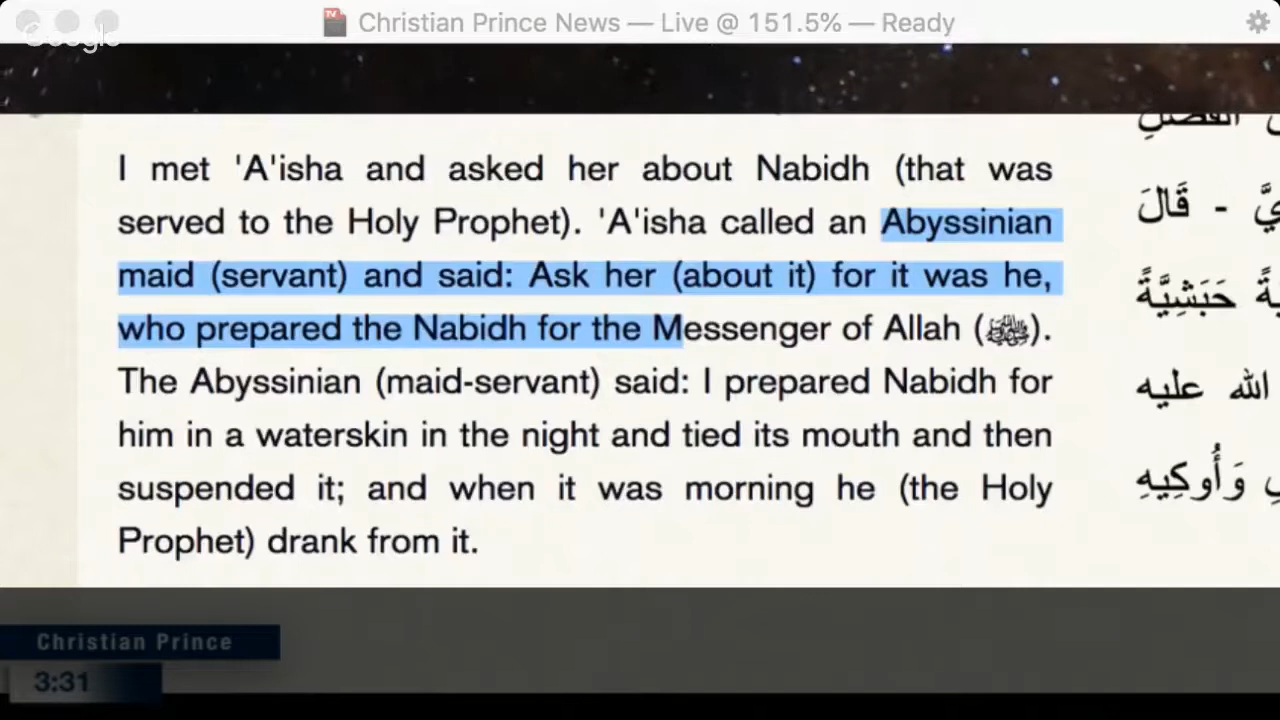 Christian Prince News — Live @ 151.5% — Ready
Google
I met 'A'isha and asked her about Nabidh (that was
served to the Holy Prophet). 'A'isha called an Abyssinian
maid (servant) and said: Ask her (about it) for it was he,
who prepared the Nabidh for the Messenger of Allah (ﷺ).
The Abyssinian (maid-servant) said: I prepared Nabidh for
him in a waterskin in the night and tied its mouth and then
suspended it; and when it was morning he (the Holy
Prophet) drank from it.
قَالَ -
حَبَشِيَّةً
الله عليه
وَأُوكِيهِ
Christian Prince
3:31